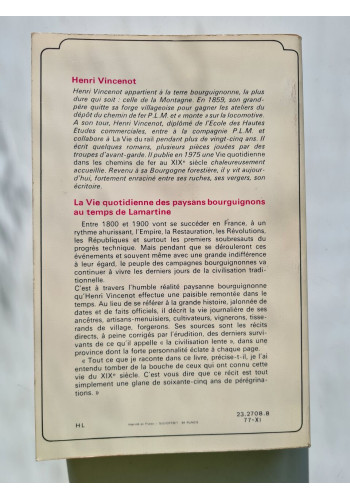 Henri Vincenot
Henri Vincenot appartient à la terre bourguignonne, la plus
dure qui soit : celle de la Montagne. En 1859, son grand-
père quitte sa forge villageoise pour gagner les ateliers du
dépôt du chemin de fer P.L.M. et « monte » sur la locomotive.
A son tour, Henri Vincenot, diplômé de l'Ecole des Hautes
Etudes commerciales, entre à la compagnie P.L.M. et
collabore à La Vie du rail pendant plus de vingt-cinq ans. Il
écrit quelques romans, plusieurs pièces jouées par des
troupes d'avant-garde. Il publie en 1975 une Vie quotidienne
dans les chemins de fer au XIXᵉ siècle chaleureusement
accueillie. Revenu à sa Bourgogne forestière, il y vit aujour-
d'hui, fortement enraciné entre ses ruches, ses vergers, son
écritoire.
La Vie quotidienne des paysans bourguignons
au temps de Lamartine
Entre 1800 et 1900 vont se succéder en France, à un
rythme ahurissant, l'Empire, la Restauration, les Révolutions,
les Républiques et surtout les premiers soubresauts du
progrès technique. Mais pendant que se déroulent ces
événements et souvent même avec une grande indifférence
à leur égard, le peuple des campagnes bourguignonnes va
continuer à vivre les derniers jours de la civilisation tradi-
tionnelle.
C'est à travers l'humble réalité paysanne bourguignonne
qu'Henri Vincenot effectue une paisible remontée dans le
temps. Au lieu de se référer à la grande histoire, jalonnée de
dates et de faits officiels, il décrit la vie journalière de ses
ancêtres, artisans-menuisiers, cultivateurs, vignerons, tisse-
rands de village, forgerons. Ses sources sont les récits
directs, à peine corrigés par l'érudition, des derniers survi-
vants de ce qu'il appelle « la civilisation lente », dans une
province dont la forte personnalité éclate à chaque page.
« Tout ce que je raconte dans ce livre, précise-t-il, je l'ai
entendu tomber de la bouche de ceux qui ont connu cette
vie du XIXᵉ siècle. C'est vous dire que ce récit est tout
simplement une glane de soixante-cinq ans de pérégrina-
tions. »
23.2708.8
77-XI
HL